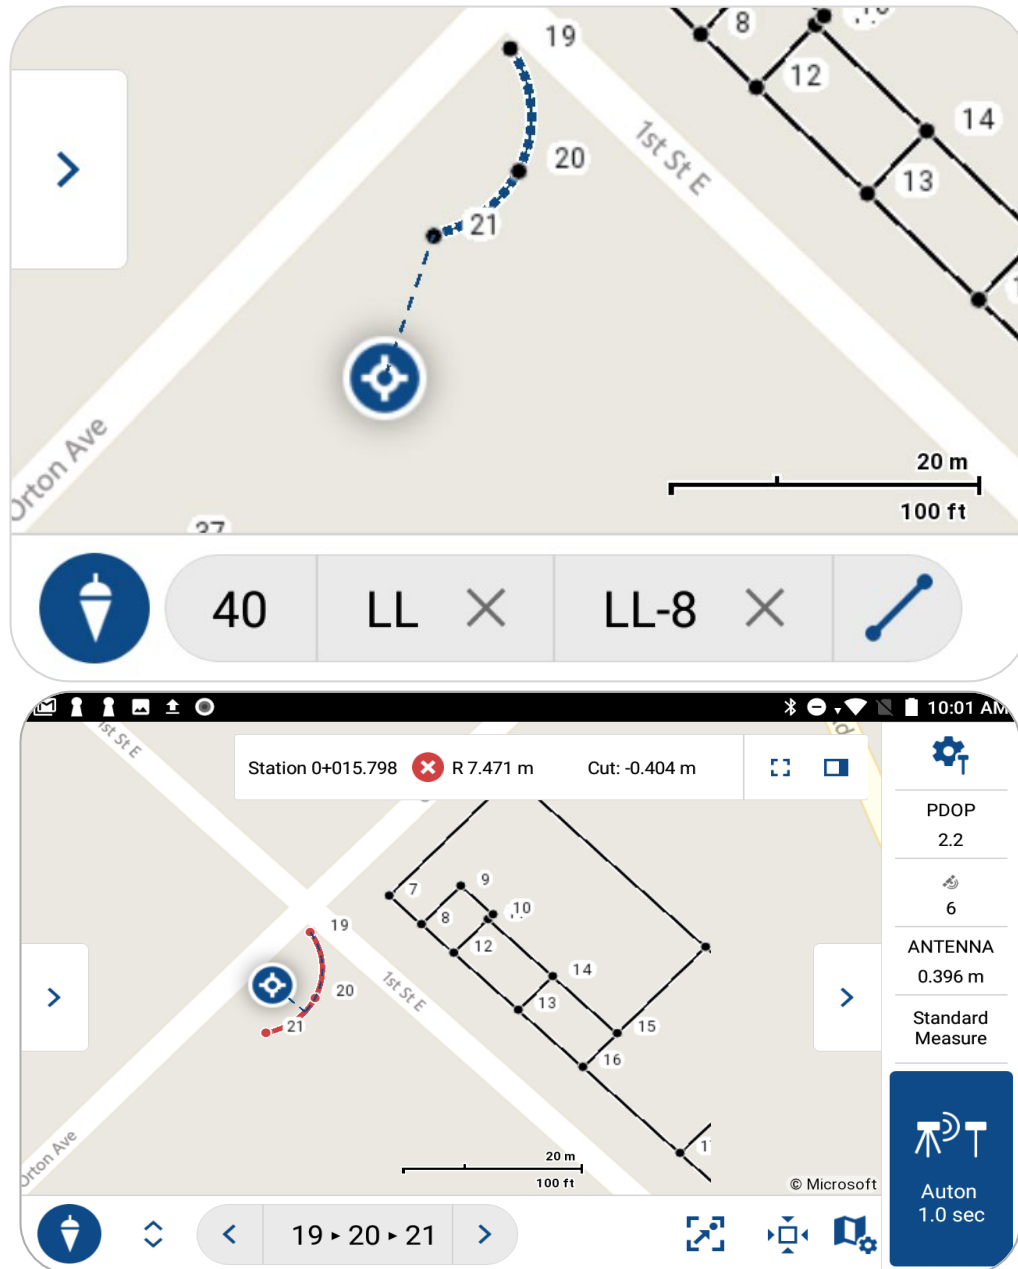 19
8
12
14
13
20
21
1st St E
20 m
100 ft
Orton Ave
40
LL
LL-8
10:01 AM
1st St E
Station 0+015.798
R 7.471 m
Cut: -0.404 m
PDOP
2.2
6
ANTENNA
0.396 m
Standard
Measure
7
9
8
10
12
14
13
15
16
19
20
21
1st St E
Orton Ave
20 m
100 ft
© Microsoft
19 ▸ 20 ▸ 21
Auton
1.0 sec